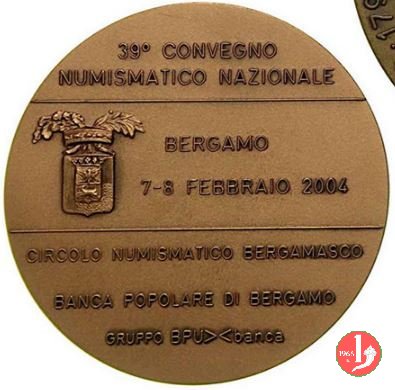 39° CONVEGNO
NUMISMATICO NAZIONALE
BERGAMO
7-8 FEBBRAIO 2004
CIRCOLO NUMISMATICO BERGAMASCO
BANCA POPOLARE DI BERGAMO
GRUPPO BPU><banca
1968